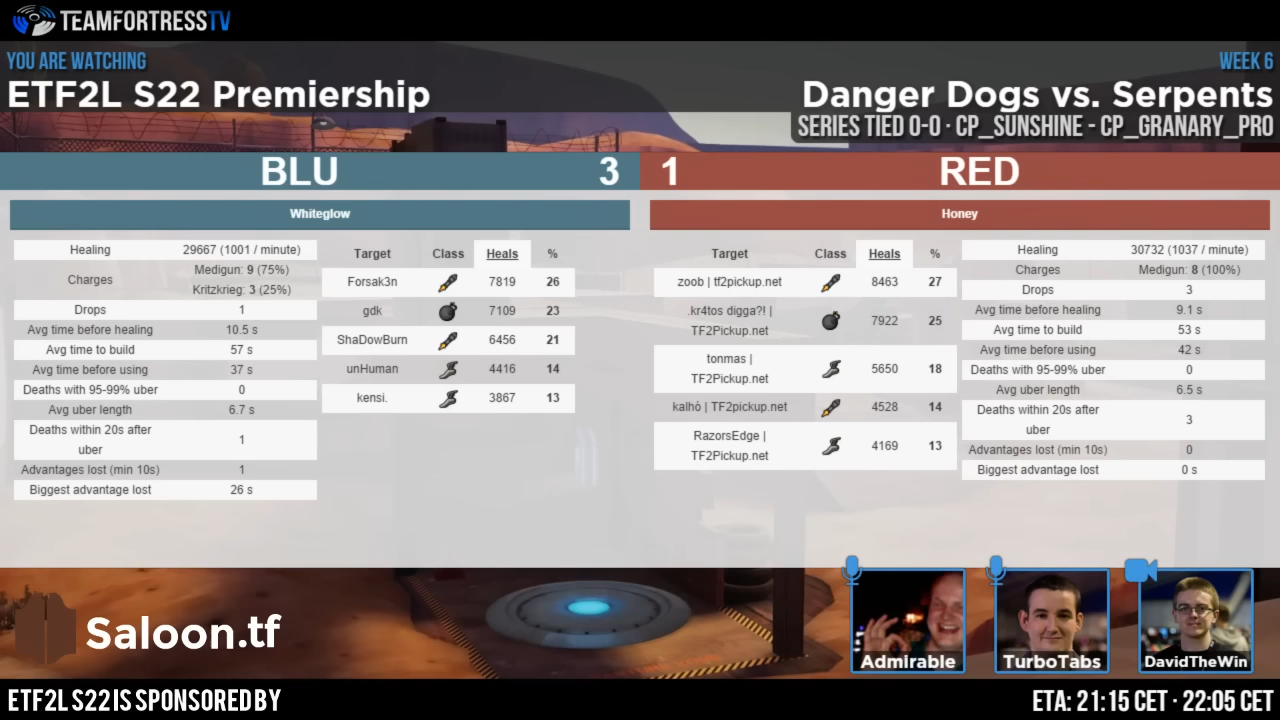 TEAMFORTRESSTV
YOU ARE WATCHING
ETF2L S22 Premiership
WEEK 6
Danger Dogs vs. Serpents
SERIES TIED 0-0 · CP_SUNSHINE - CP_GRANARY_PRO
BLU 3
1 RED
Whiteglow
Healing 29667 (1001 / minute)
Charges Medigun: 9 (75%)
Kritzkrieg: 3 (25%)
Drops 1
Avg time before healing 10.5 s
Avg time to build 57 s
Avg time before using 37 s
Deaths with 95-99% uber 0
Avg uber length 6.7 s
Deaths within 20s after
uber 1
Advantages lost (min 10s) 1
Biggest advantage lost 26 s
Target Class Heals %
Forsak3n 7819 26
gdk 7109 23
ShaDowBurn 6456 21
unHuman 4416 14
kensi. 3867 13
Honey
Target Class Heals %
zoob | tf2pickup.net 8463 27
.kr4tos digga?! |
TF2Pickup.net 7922 25
tonmas |
TF2Pickup.net 5650 18
kalhó | TF2pickup.net 4528 14
RazorsEdge |
TF2Pickup.net 4169 13
Healing 30732 (1037 / minute)
Charges Medigun: 8 (100%)
Drops 3
Avg time before healing 9.1 s
Avg time to build 53 s
Avg time before using 42 s
Deaths with 95-99% uber 0
Avg uber length 6.5 s
Deaths within 20s after
uber 3
Advantages lost (min 10s) 0
Biggest advantage lost 0 s
Saloon.tf
Admirable
TurboTabs
DavidTheWin
ETF2L S22 IS SPONSORED BY
ETA: 21:15 CET · 22:05 CET